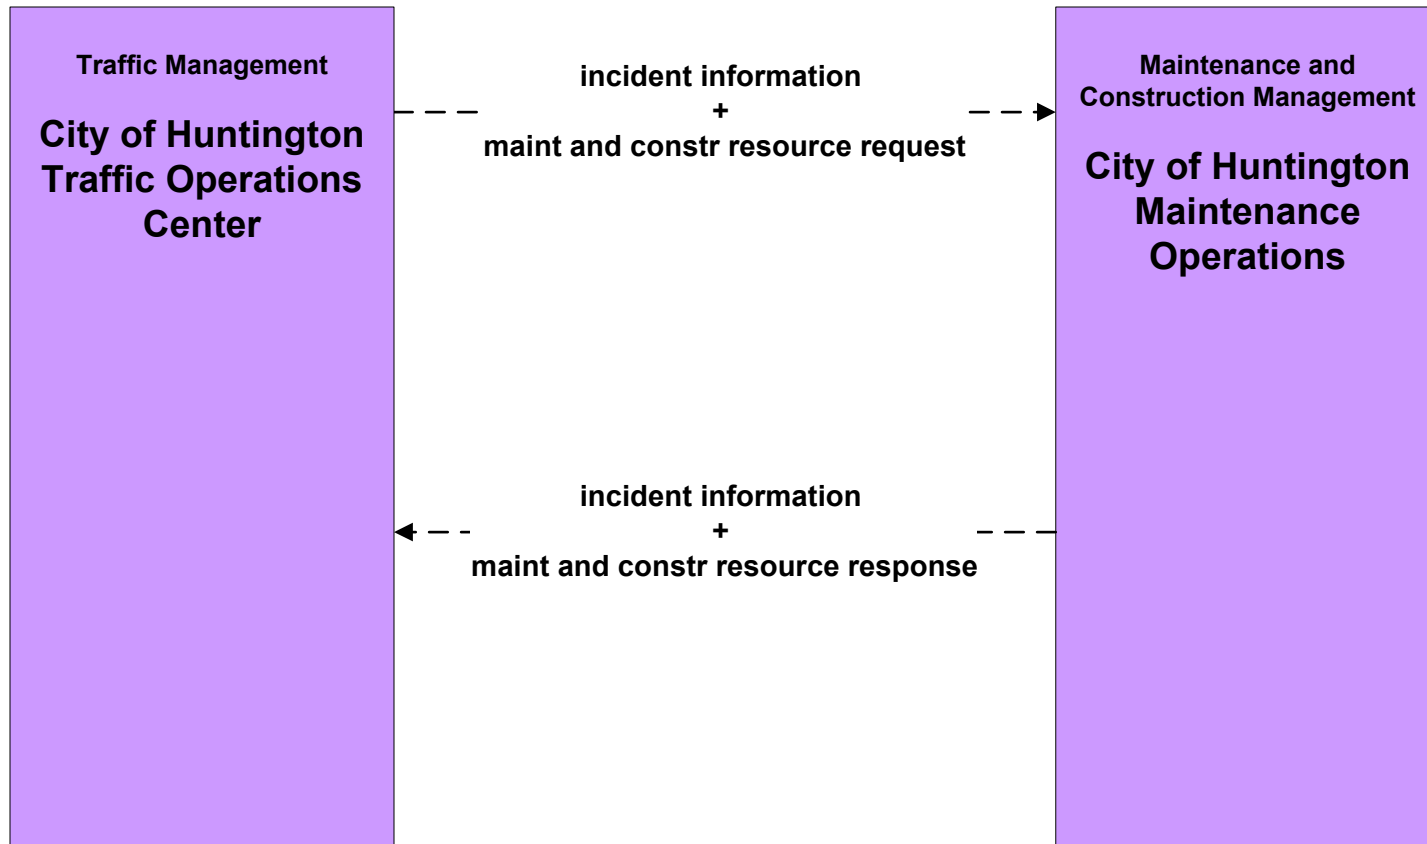 Traffic Management
City of Huntington
Traffic Operations
Center
incident information
+
maint and constr resource request
Maintenance and
Construction Management
City of Huntington
Maintenance
Operations
incident information
+
maint and constr resource response